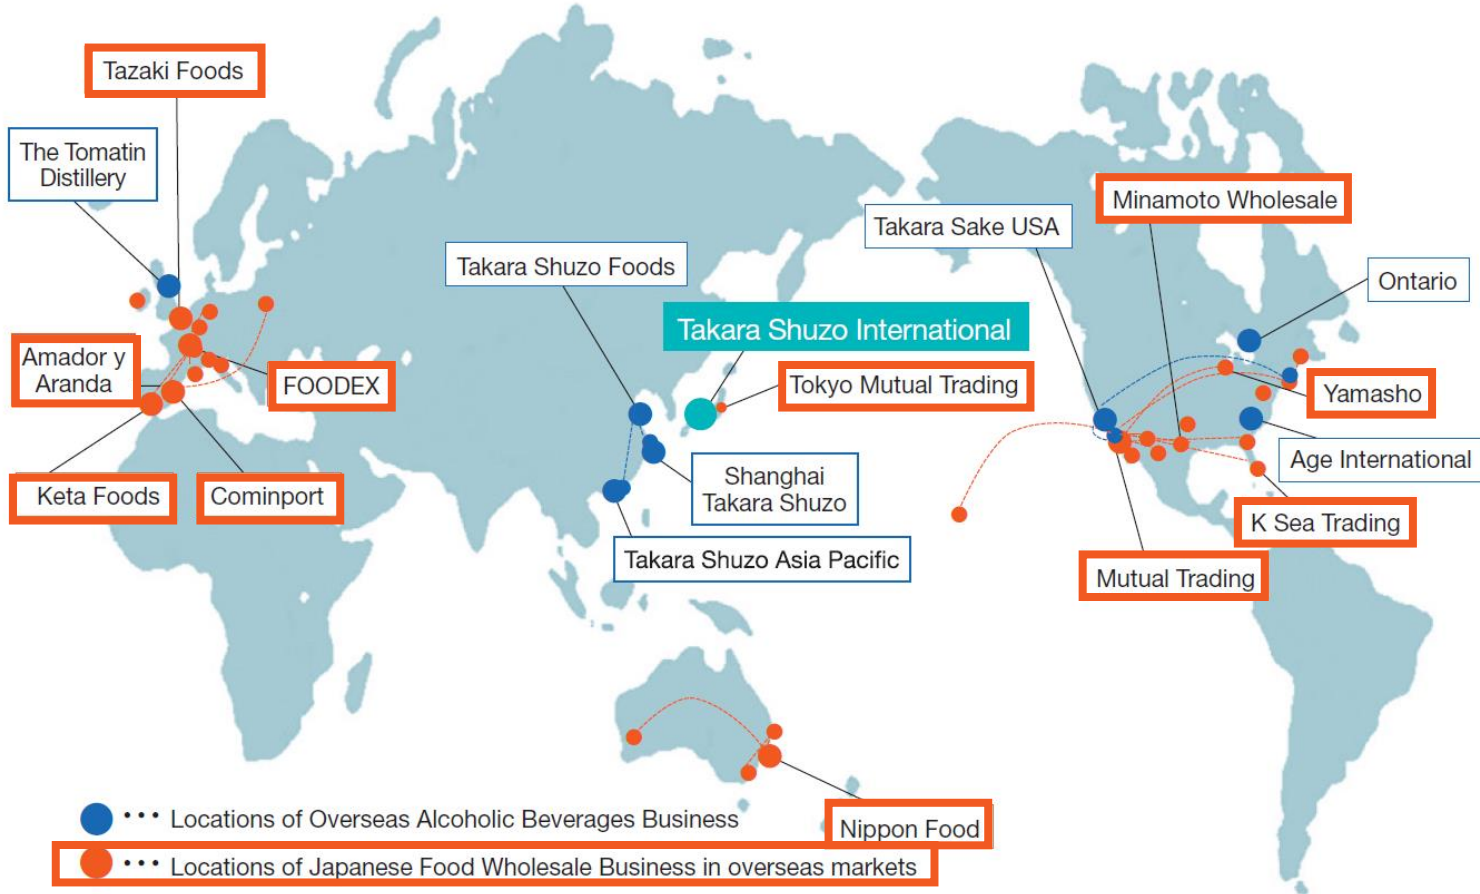 Tazaki Foods
The Tomatin
Distillery
Minamoto Wholesale
Takara Sake USA
Takara Shuzo Foods
Ontario
Takara Shuzo International
Amador y
Aranda
FOODEX
Tokyo Mutual Trading
Yamasho
Age International
Keta Foods
Cominport
Shanghai
Takara Shuzo
K Sea Trading
Takara Shuzo Asia Pacific
Mutual Trading
Nippon Food
••• Locations of Overseas Alcoholic Beverages Business
••• Locations of Japanese Food Wholesale Business in overseas markets